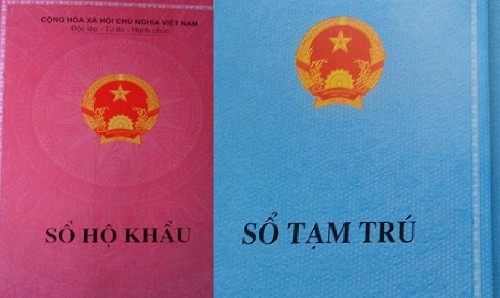 CỘNG HÒA XÃ HỘI CHỦ NGHĨA VIỆT NAM
Độc lập - Tự do - Hạnh phúc
SỔ HỘ KHẨU
SỔ TẠM TRÚ